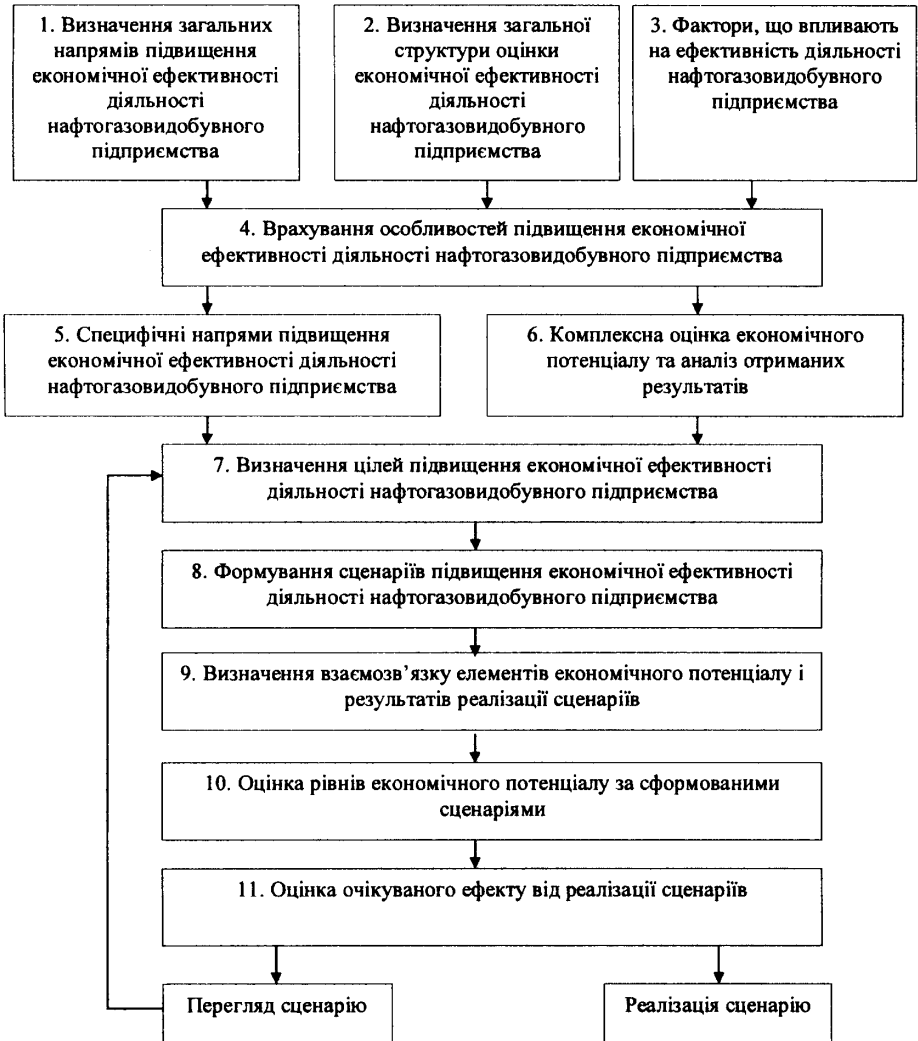 1. Визначення загальних
напрямів підвищення
економічної ефективності
діяльності
нафтогазовидобувного
підприємства
2. Визначення загальної
структури оцінки
економічної ефективності
діяльності
нафтогазовидобувного
підприємства
3. Фактори, що впливають
на ефективність діяльності
нафтогазовидобувного
підприємства
4. Врахування особливостей підвищення економічної
ефективності діяльності нафтогазовидобувного підприємства
5. Специфічні напрями підвищення
економічної ефективності діяльності
нафтогазовидобувного підприємства
6. Комплексна оцінка економічного
потенціалу та аналіз отриманих
результатів
7. Визначення цілей підвищення економічної ефективності
діяльності нафтогазовидобувного підприємства
8. Формування сценаріїв підвищення економічної ефективності
діяльності нафтогазовидобувного підприємства
9. Визначення взаємозв’язку елементів економічного потенціалу і
результатів реалізації сценаріїв
10. Оцінка рівнів економічного потенціалу за сформованими
сценаріями
11. Оцінка очікуваного ефекту від реалізації сценаріїв
Перегляд сценарію
Реалізація сценарію